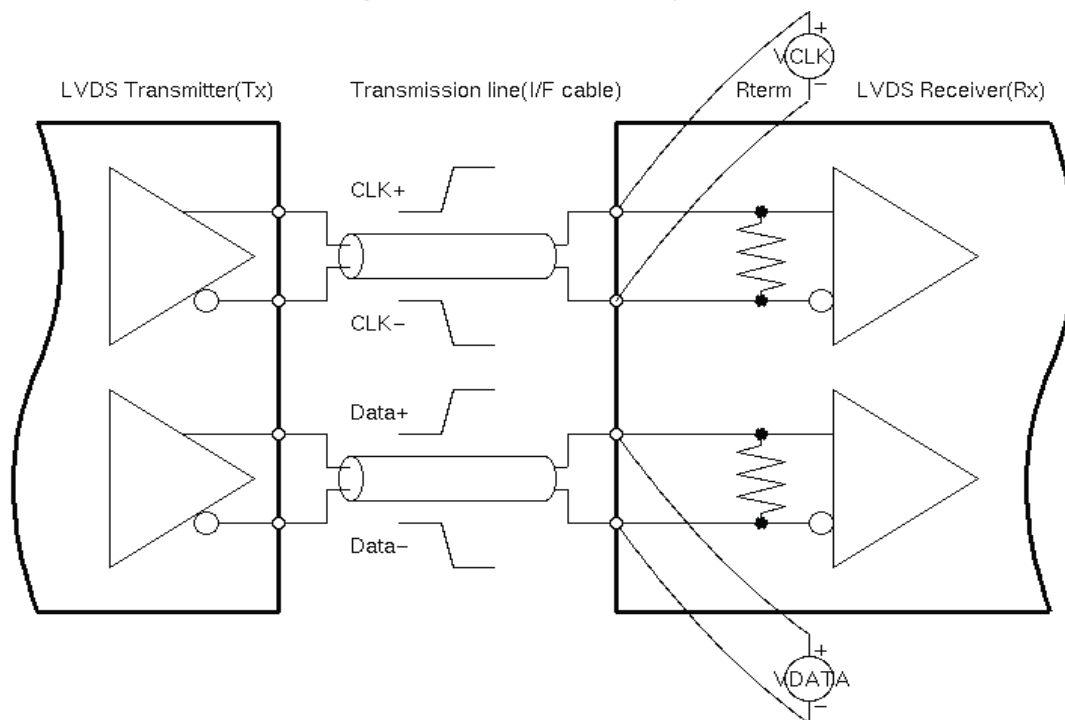 LVDS Transmitter(Tx)
Transmission line(I/F cable)
Rterm
LVDS Receiver(Rx)
+
VCLK
−
CLK+
CLK−
Data+
Data−
+
VDATA
−